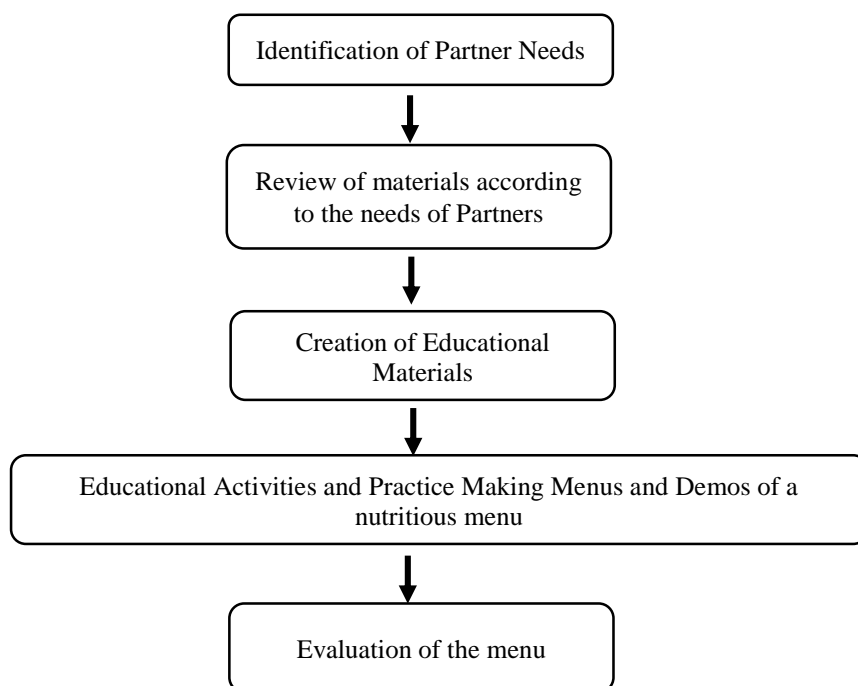 Identification of Partner Needs
Review of materials according
to the needs of Partners
Creation of Educational
Materials
Educational Activities and Practice Making Menus and Demos of a
nutritious menu
Evaluation of the menu